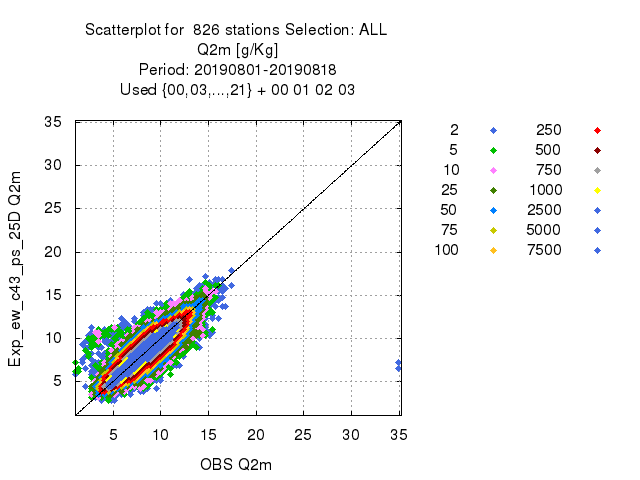 Scatterplot for 826 stations Selection: ALL
Q2m [g/Kg]
Period: 20190801-20190818
Used {00,03,...,21} + 00 01 02 03
35
30
25
20
15
10
5
5 10 15 20 25 30 35
OBS Q2m
Exp_ew_c43_ps_25D Q2m
2 250
5 500
10 750
25 1000
50 2500
75 5000
100 7500